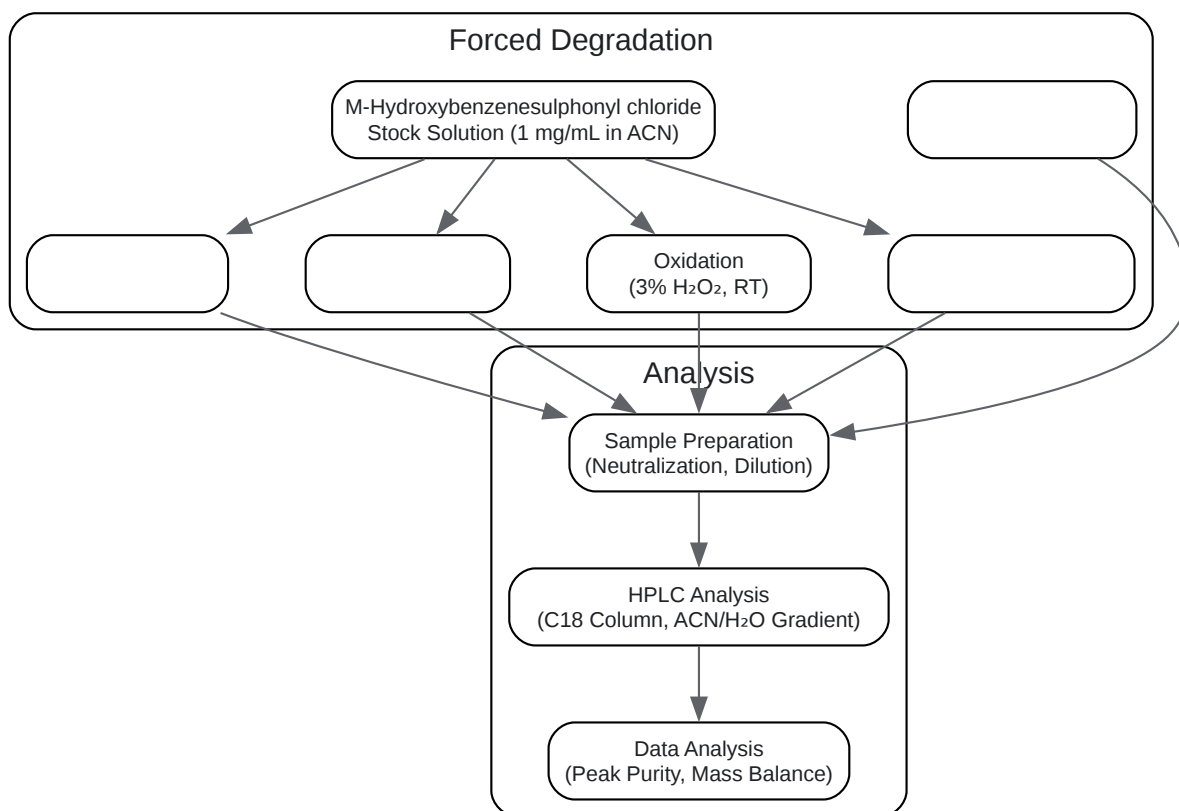 Forced Degradation
M-Hydroxybenzenesulphonyl chloride
Stock Solution (1 mg/mL in ACN)
Oxidation
(3% H₂O₂, RT)
Analysis
Sample Preparation
(Neutralization, Dilution)
HPLC Analysis
(C18 Column, ACN/H₂O Gradient)
Data Analysis
(Peak Purity, Mass Balance)